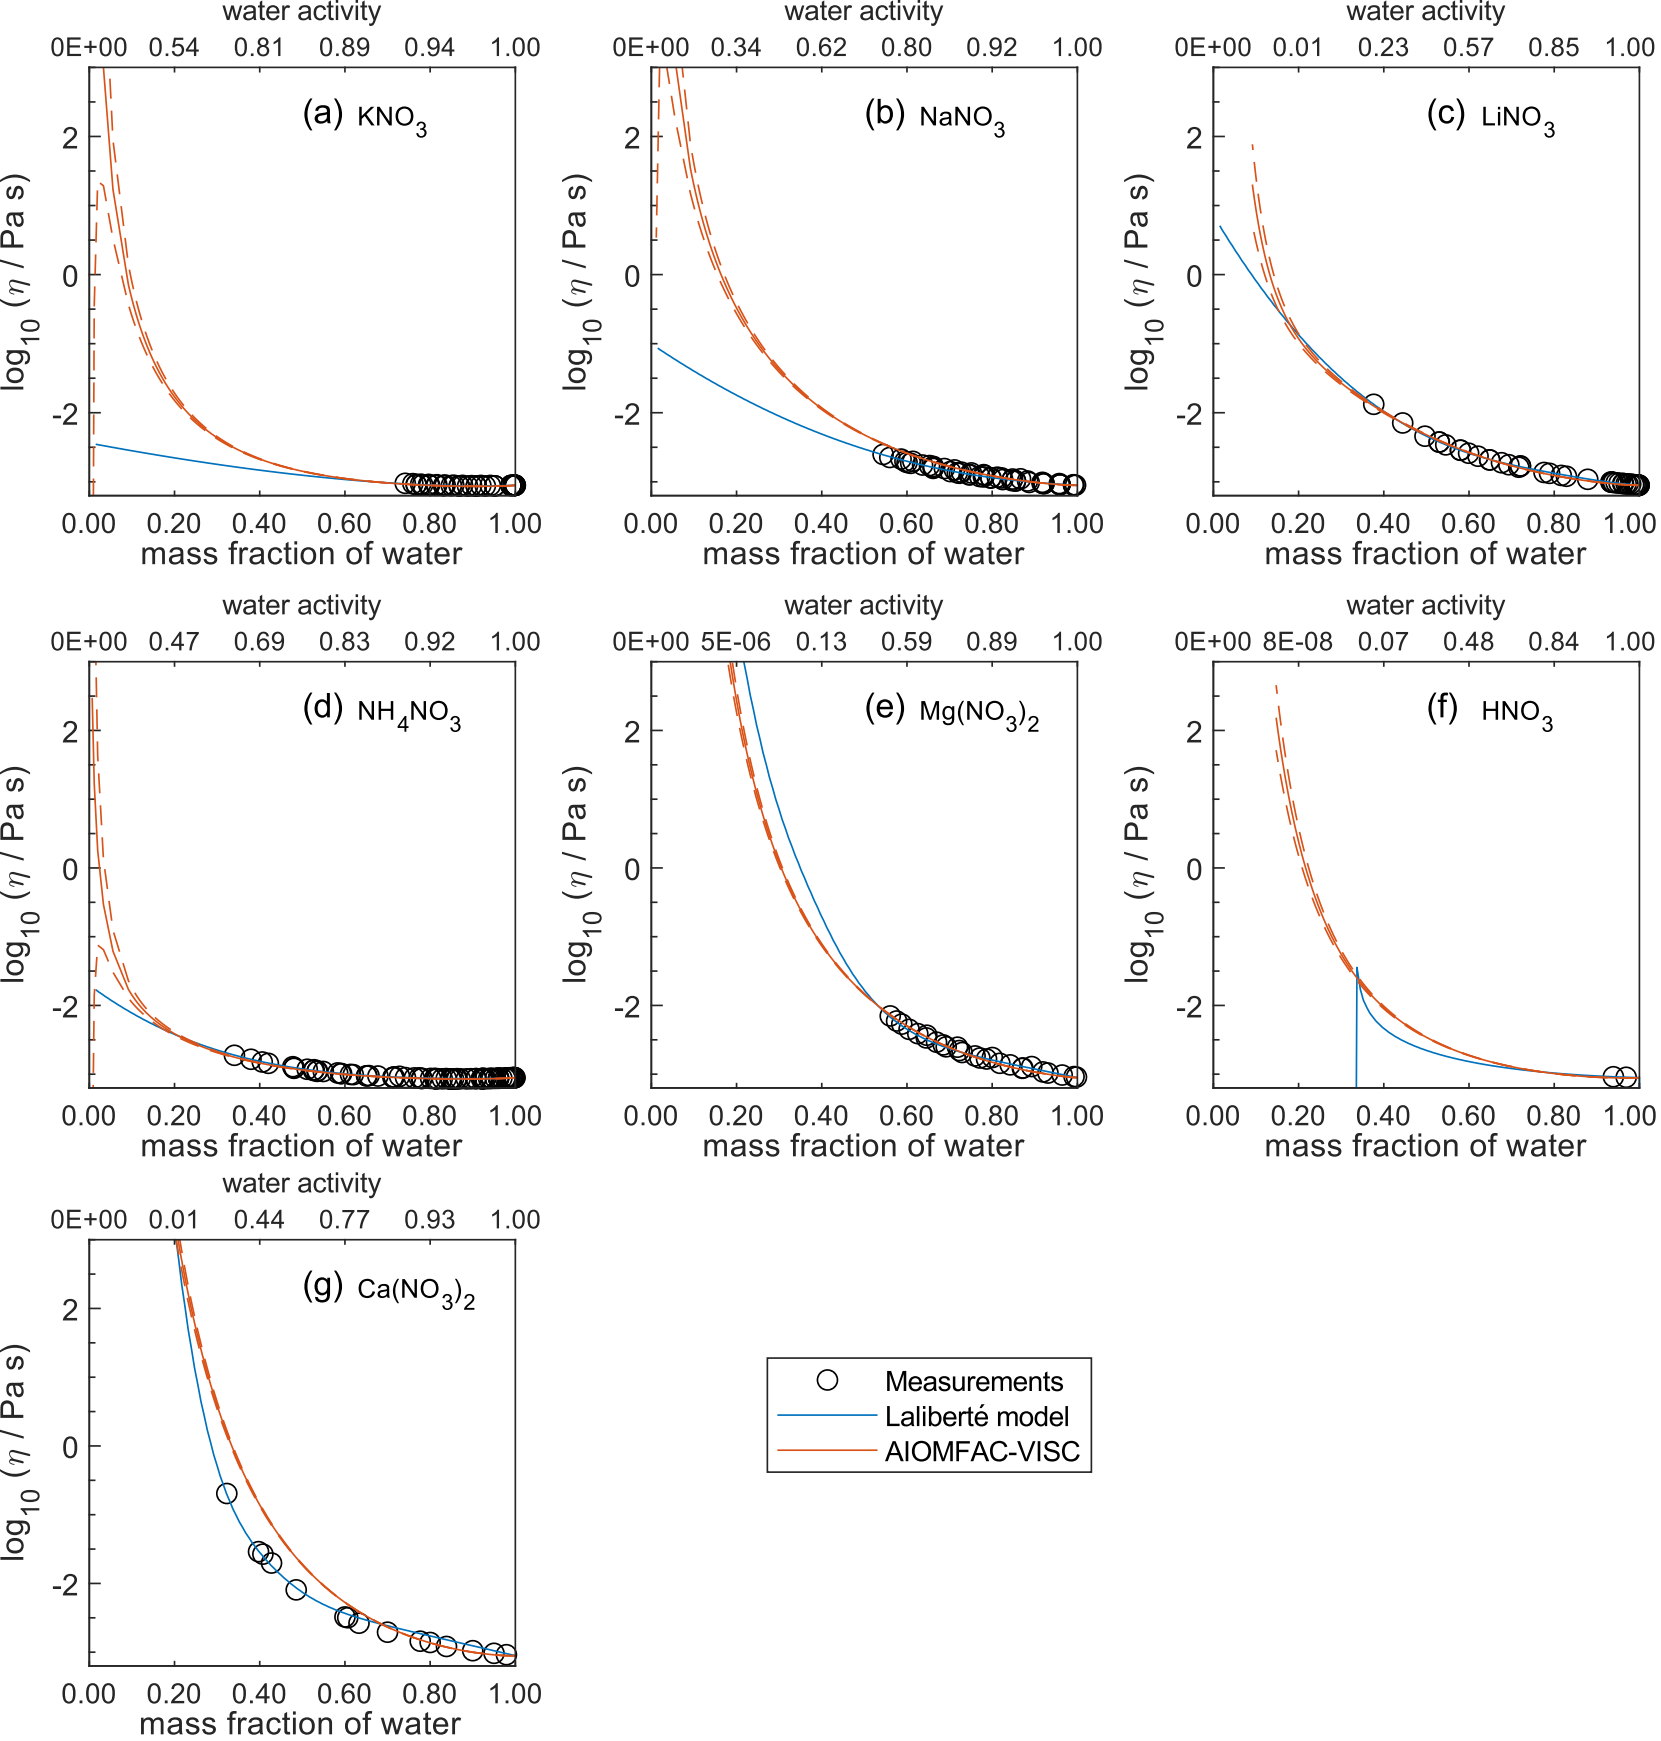 water activity water activity water activity
0E+00 0.54 0.81 0.89 0.94 1.00 0E+00 0.34 0.62 0.80 0.92 1.00 0E+00 0.01 0.23 0.57 0.85 1.00
(a) KNO3 (b) NaNO3 (c) LiNO3
2 2 2
0 0 0
-2 -2 -2
log10 (η / Pa s) log10 (η / Pa s) log10 (η / Pa s)
0.00 0.20 0.40 0.60 0.80 1.00 0.00 0.20 0.40 0.60 0.80 1.00 0.00 0.20 0.40 0.60 0.80 1.00
mass fraction of water mass fraction of water mass fraction of water
water activity water activity water activity
0E+00 0.47 0.69 0.83 0.92 1.00 0E+00 5E-06 0.13 0.59 0.89 1.00 0E+00 8E-08 0.07 0.48 0.84 1.00
(d) NH4NO3 (e) Mg(NO3)2 (f) HNO3
2 2 2
0 0 0
-2 -2 -2
log10 (η / Pa s) log10 (η / Pa s) log10 (η / Pa s)
0.00 0.20 0.40 0.60 0.80 1.00 0.00 0.20 0.40 0.60 0.80 1.00 0.00 0.20 0.40 0.60 0.80 1.00
mass fraction of water mass fraction of water mass fraction of water
water activity
0E+00 0.01 0.44 0.77 0.93 1.00
(g) Ca(NO3)2
2
0
-2
log10 (η / Pa s)
0.00 0.20 0.40 0.60 0.80 1.00
mass fraction of water
Measurements
Laliberté model
AIOMFAC-VISC